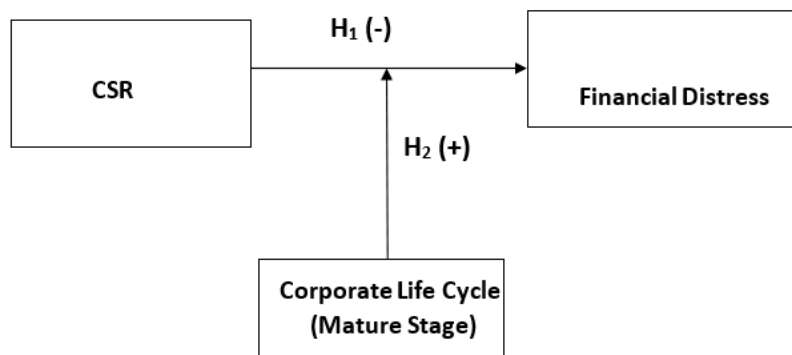 H₁ (-)
CSR
Financial Distress
H₂ (+)
Corporate Life Cycle
(Mature Stage)